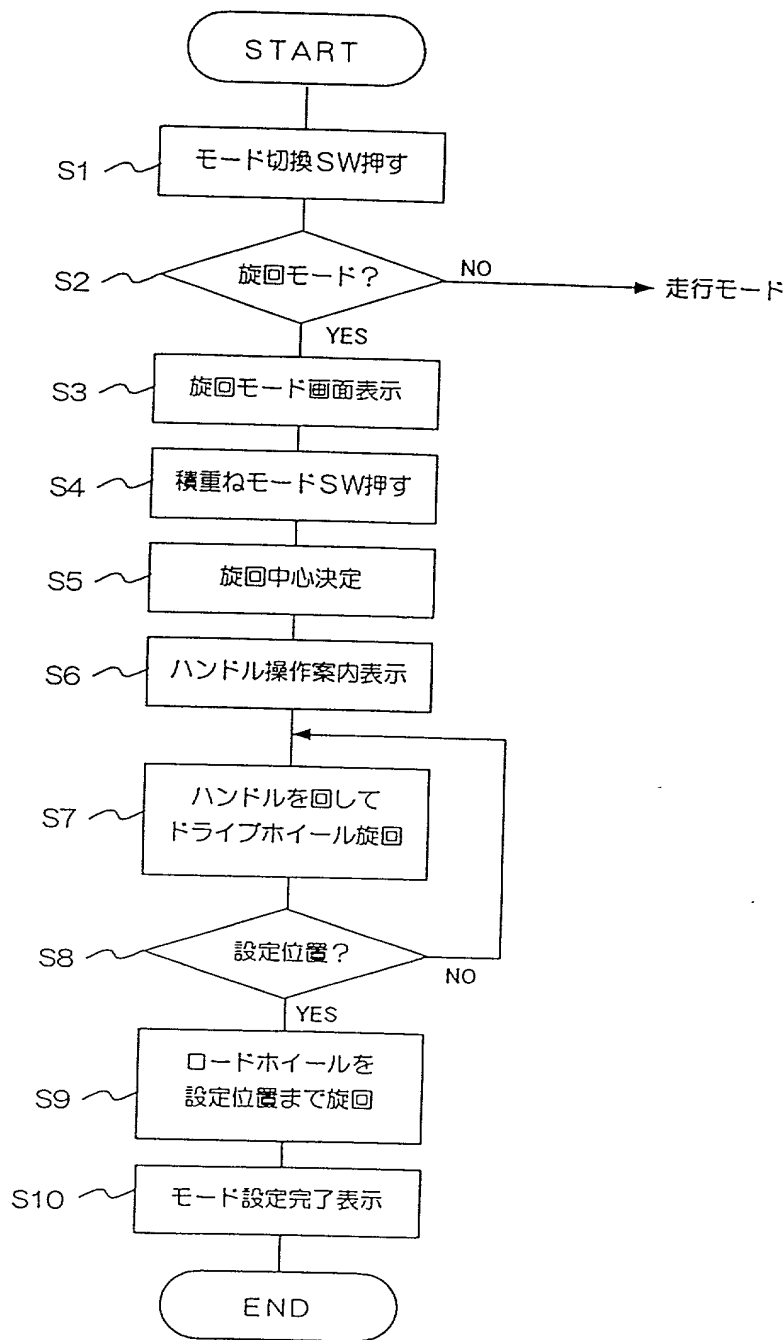 START
S1
モード切換SW押す
S2
旋回モード?
NO
走行モード
YES
S3
旋回モード画面表示
S4
積重ねモードSW押す
S5
旋回中心決定
S6
ハンドル操作案内表示
S7
ハンドルを回して
ドライブホイール旋回
S8
設定位置?
NO
YES
S9
ロードホイールを
設定位置まで旋回
S10
モード設定完了表示
END